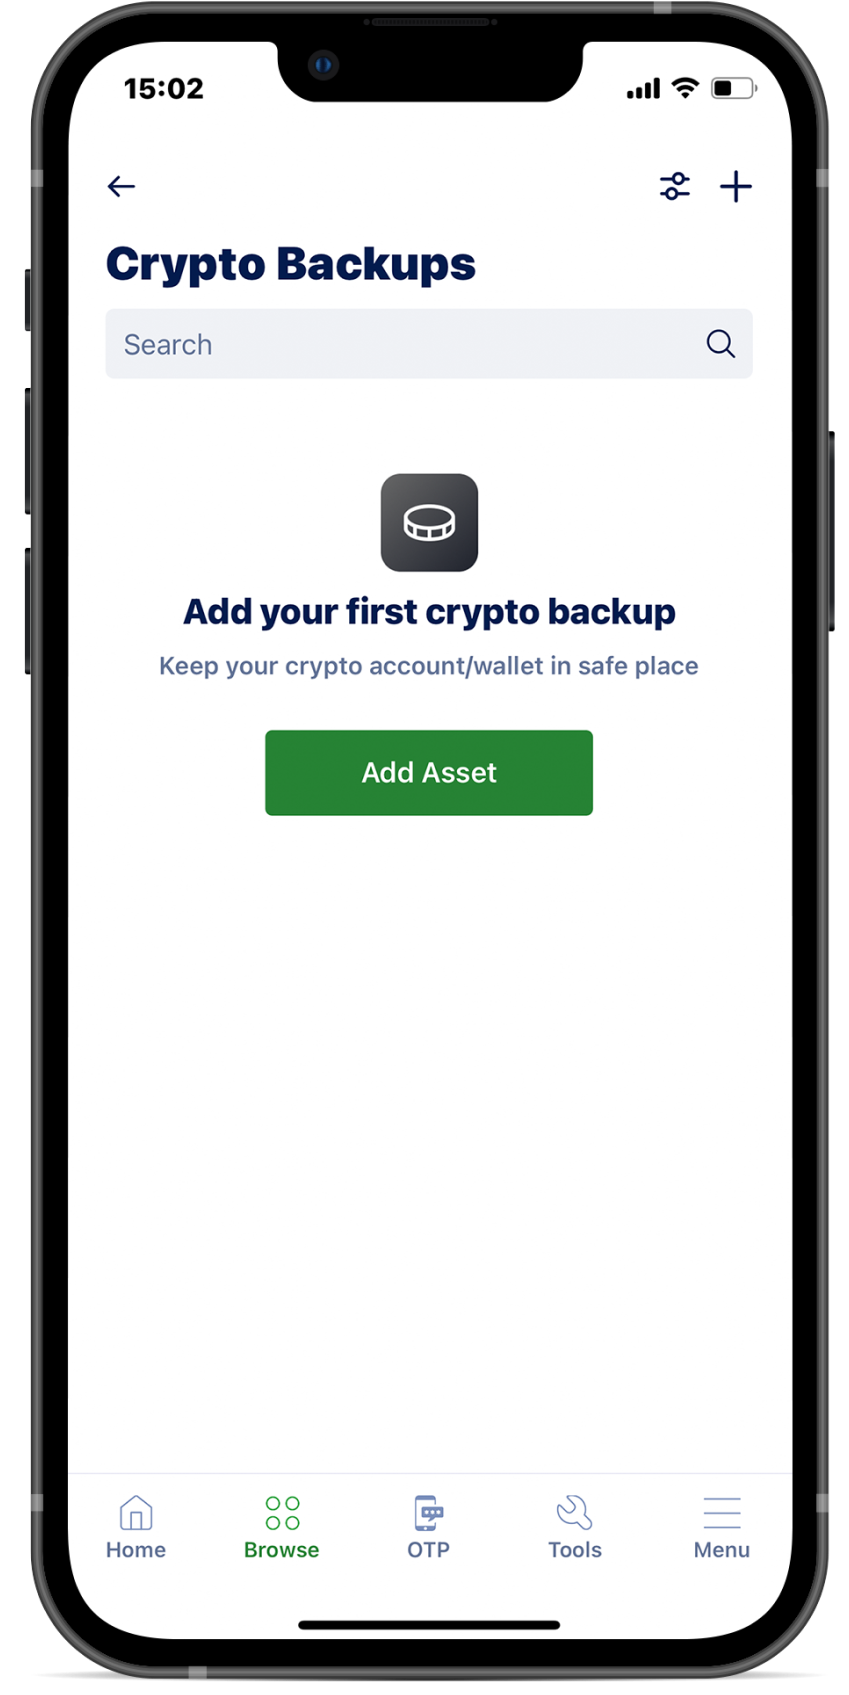 15:02
Crypto Backups
Search
Add your first crypto backup
Keep your crypto account/wallet in safe place
Add Asset
Home
Browse
OTP
Tools
Menu